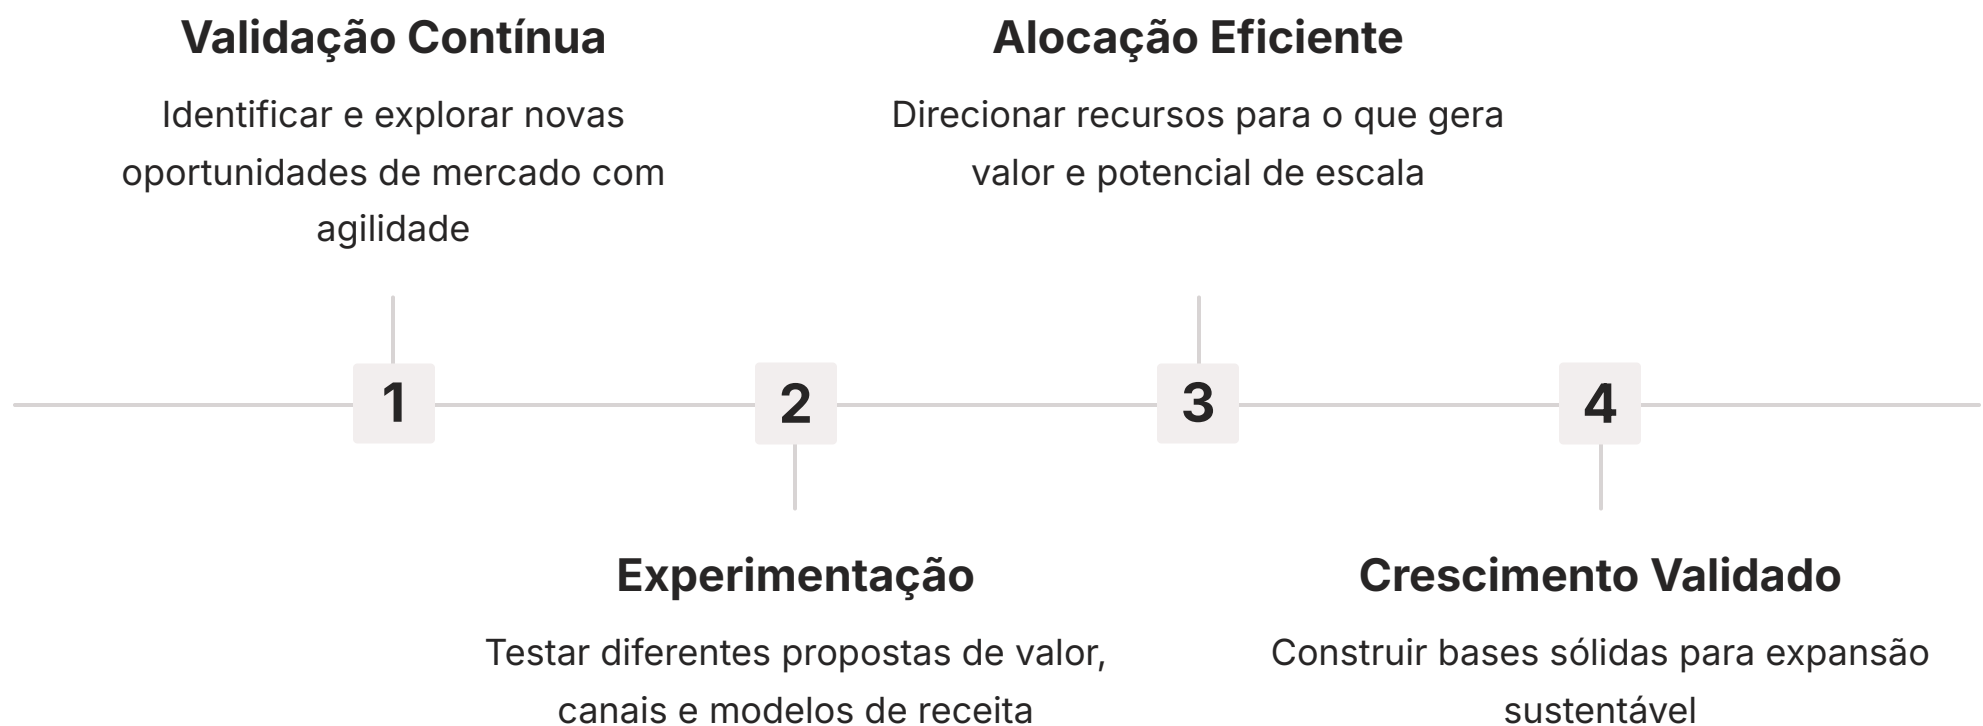 Validação Contínua
Identificar e explorar novas
oportunidades de mercado com
agilidade
Alocação Eficiente
Direcionar recursos para o que gera
valor e potencial de escala
1
2
3
4
Experimentação
Testar diferentes propostas de valor,
canais e modelos de receita
Crescimento Validado
Construir bases sólidas para expansão
sustentável